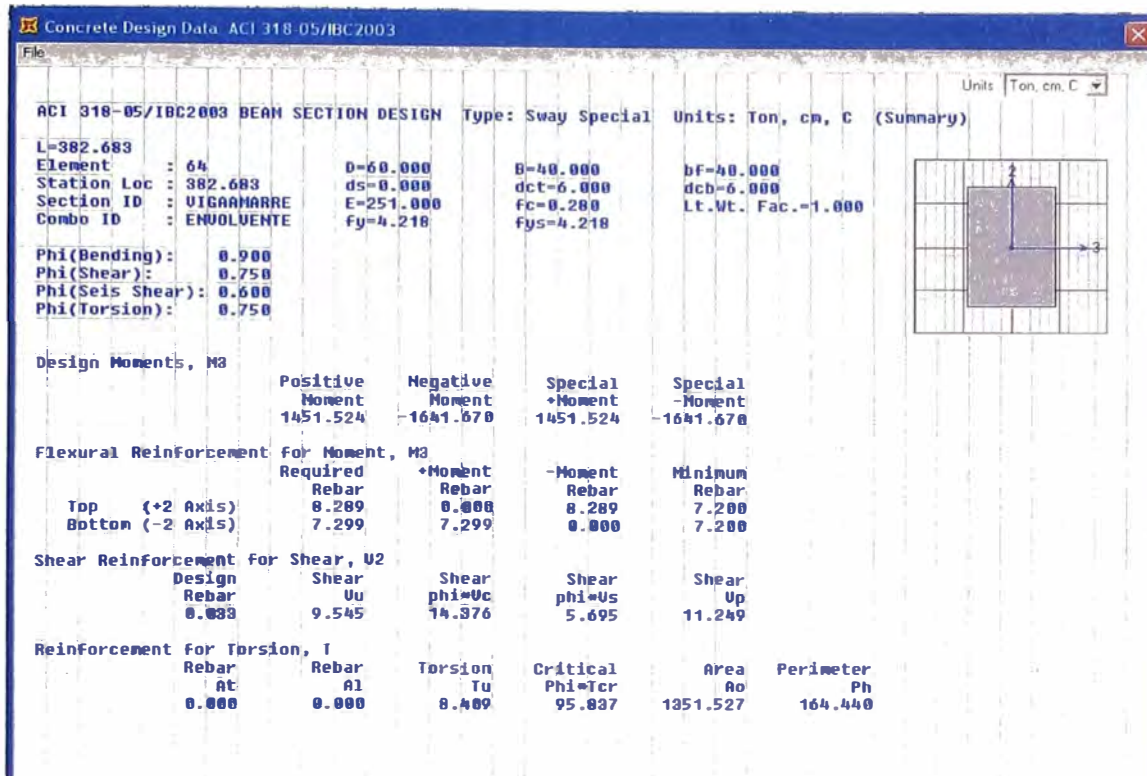 Concrete Design Data ACI 318-05/IBC2003
File
Units Ton, cm, C
ACI 318-05/IBC2003 BEAM SECTION DESIGN Type: Sway Special Units: Ton, cm, C (Summary)
L=382.683
Element : 64 D=60.000 B=40.000 bf=40.000
Station Loc : 382.683 ds=0.000 dct=6.000 dcb=6.000
Section ID : VIGAAMARRE E=251.000 fc=0.280 Lt.Wt. Fac.=1.000
Combo ID : ENVOLVENTE fy=4.218 fys=4.218
Phi(Bending): 0.900
Phi(Shear): 0.750
Phi(Seis Shear): 0.600
Phi(Torsion): 0.750
2
3
Design Moments, M3
Positive Negative Special Special
Moment Moment +Moment -Moment
1451.524 -1641.670 1451.524 -1641.670
Flexural Reinforcement for Moment, M3
Required +Moment -Moment Minimum
Rebar Rebar Rebar Rebar
Top (+2 Axis) 8.289 0.000 8.289 7.200
Bottom (-2 Axis) 7.299 7.299 0.000 7.200
Shear Reinforcement for Shear, V2
Design Shear Shear Shear Shear
Rebar Vu phi*Vc phi*Vs Vp
0.033 9.545 14.376 5.695 11.249
Reinforcement for Torsion, T
Rebar Rebar Torsion Critical Area Perimeter
At Al Tu Phi*Tcr Ao Ph
0.000 0.000 8.409 95.837 1351.527 164.440